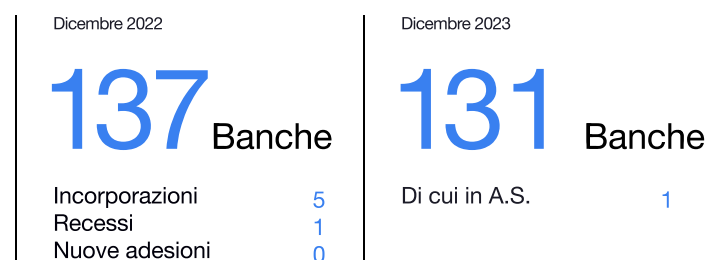 Dicembre 2022
137 Banche
Incorporazioni 5
Recessi 1
Nuove adesioni 0
Dicembre 2023
131 Banche
Di cui in A.S. 1